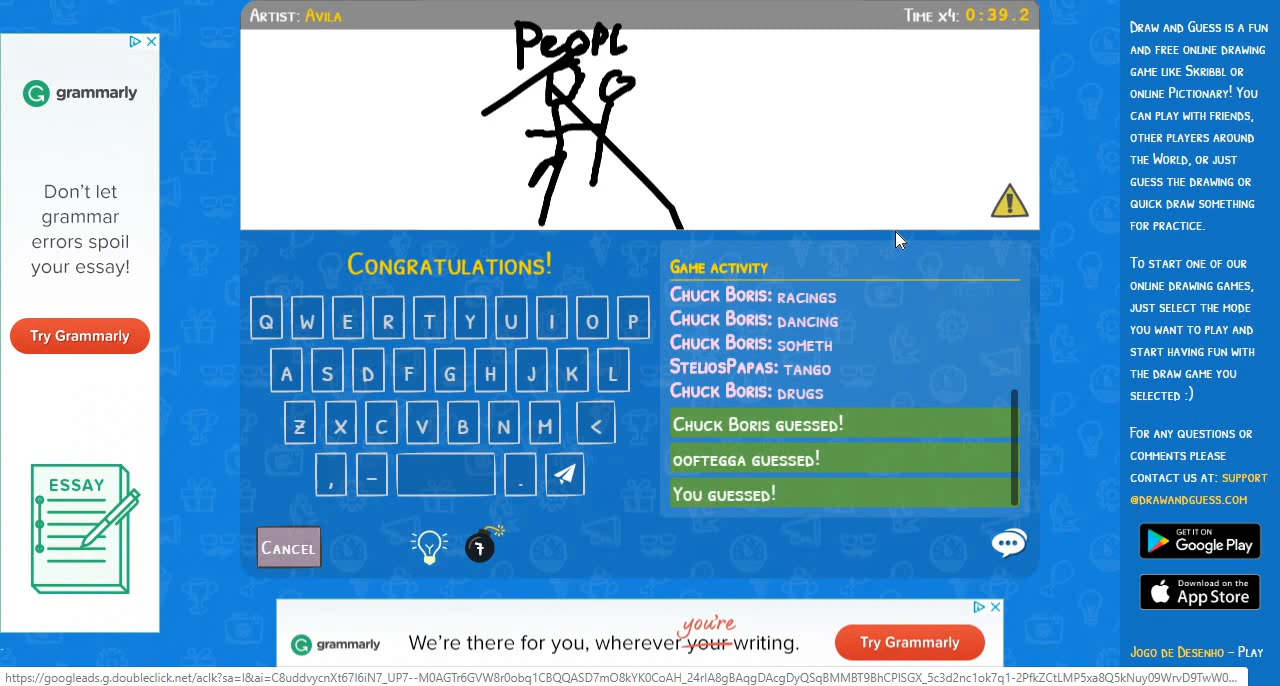 ARTIST: AVILA
TIME X4: 0:39.2
PEOPL
CONGRATULATIONS!
Q W E R T Y U I O P
A S D F G H J K L
Z X C V B N M <
, – .
CANCEL
7
GAME ACTIVITY
CHUCK BORIS: RACINGS
CHUCK BORIS: DANCING
CHUCK BORIS: SOMETH
STELIOSPAPAS: TANGO
CHUCK BORIS: DRUGS
CHUCK BORIS GUESSED!
OOFTEGGA GUESSED!
YOU GUESSED!
grammarly
Don't let
grammar
errors spoil
your essay!
Try Grammarly
ESSAY
grammarly
you're
We're there for you, wherever your writing.
Try Grammarly
DRAW AND GUESS IS A FUN
AND FREE ONLINE DRAWING
GAME LIKE SKRIBBL OR
ONLINE PICTIONARY! YOU
CAN PLAY WITH FRIENDS,
OTHER PLAYERS AROUND
THE WORLD, OR JUST
GUESS THE DRAWING OR
QUICK DRAW SOMETHING
FOR PRACTICE.
TO START ONE OF OUR
ONLINE DRAWING GAMES,
JUST SELECT THE MODE
YOU WANT TO PLAY AND
START HAVING FUN WITH
THE DRAW GAME YOU
SELECTED :)
FOR ANY QUESTIONS OR
COMMENTS PLEASE
CONTACT US AT: SUPPORT
@DRAWANDGUESS.COM
GET IT ON
Google Play
Download on the
App Store
JOGO DE DESENHO – PLAY